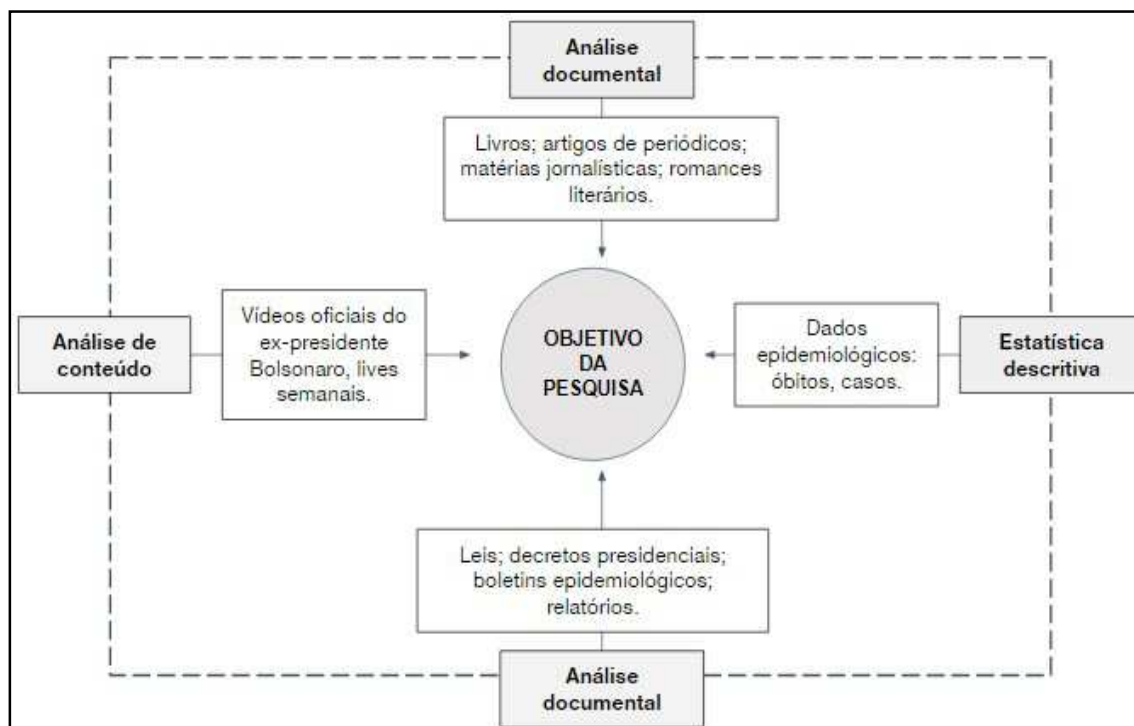 Análise
documental
Livros; artigos de periódicos;
matérias jornalísticas; romances
literários.
Análise de
conteúdo
Vídeos oficiais do
ex-presidente
Bolsonaro, lives
semanais.
OBJETIVO
DA
PESQUISA
Dados
epidemiológicos:
óbitos, casos.
Estatística
descritiva
Leis; decretos presidenciais;
boletins epidemiológicos;
relatórios.
Análise
documental